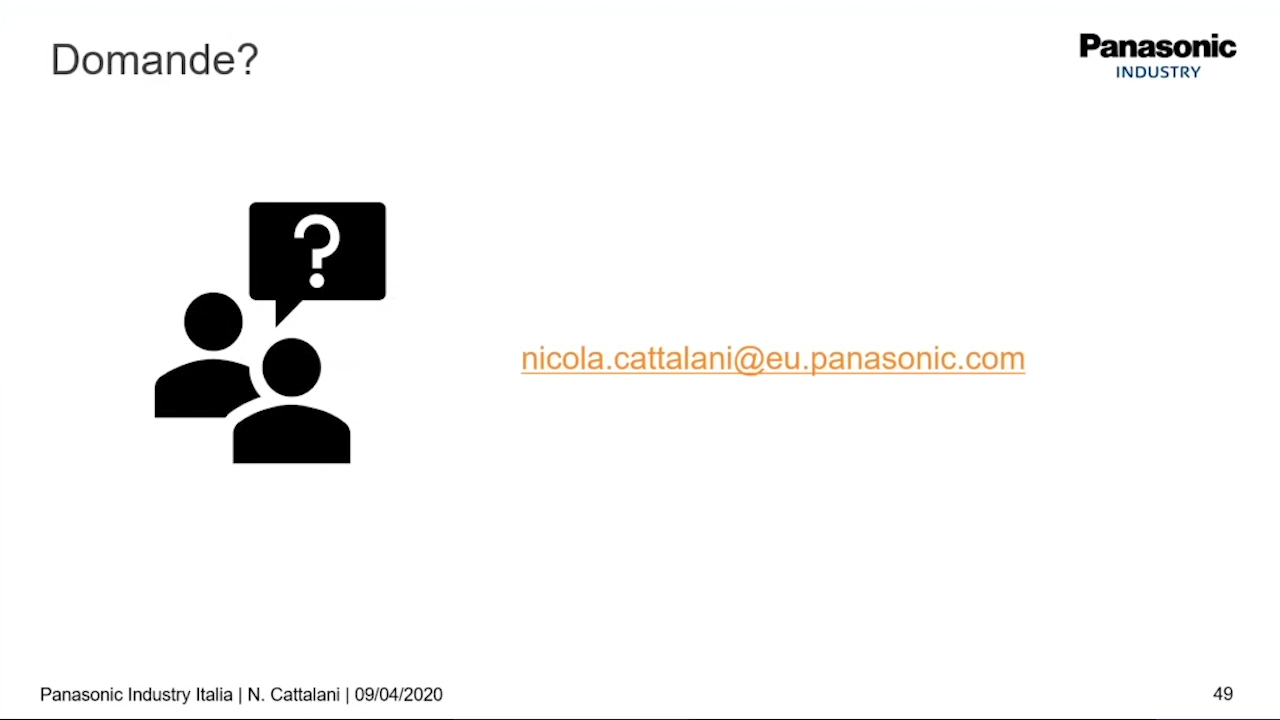 Domande?
Panasonic
INDUSTRY
?
nicola.cattalani@eu.panasonic.com
Panasonic Industry Italia | N. Cattalani | 09/04/2020
49